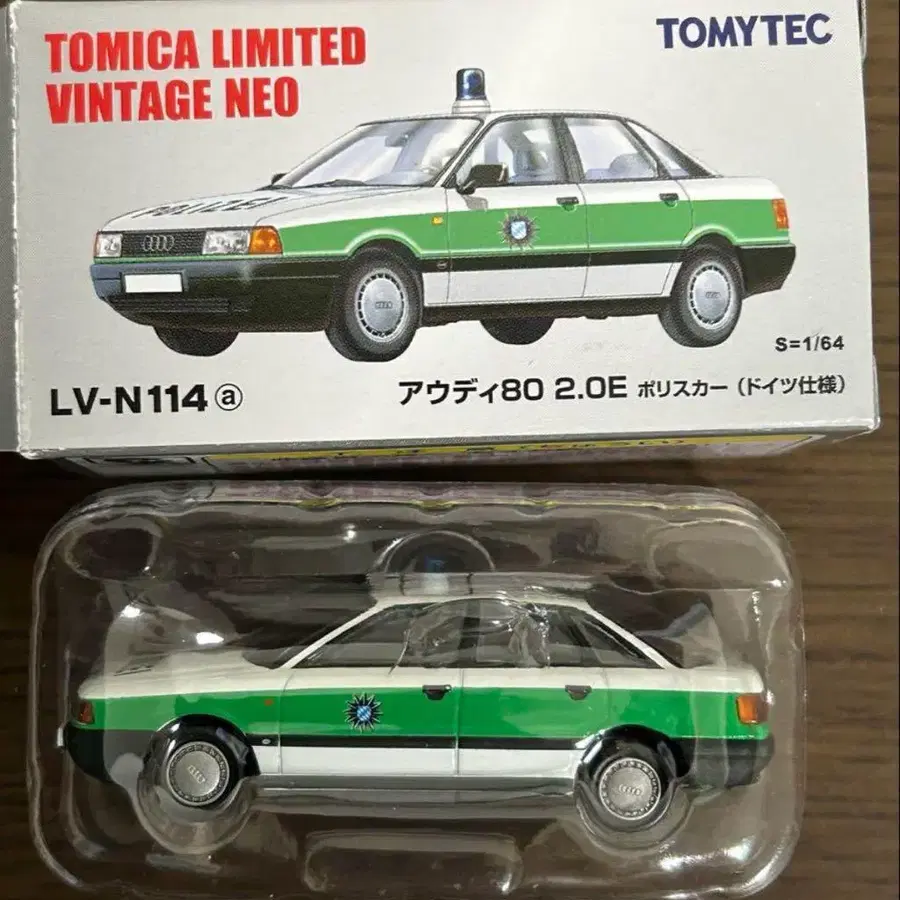 TOMICA LIMITED
VINTAGE NEO
TOMYTEC
POLIZEI
S=1/64
LV-N114 ⓐ
アウディ80 2.0E ポリスカー（ドイツ仕様）